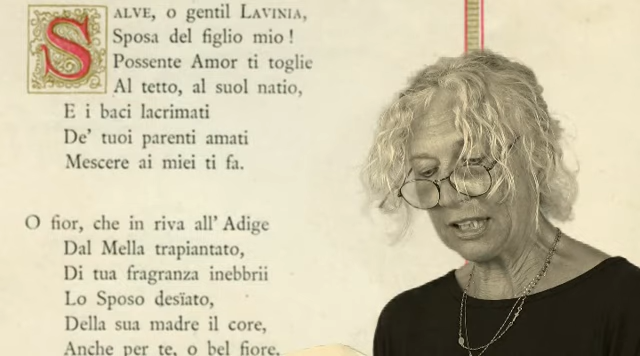 SALVE, o gentil LAVINIA,
Sposa del figlio mio!
Possente Amor ti toglie
Al tetto, al suol natio,
E i baci lacrimati
De' tuoi parenti amati
Mescere ai miei ti fa.
O fior, che in riva all'Adige
Dal Mella trapiantato,
Di tua fragranza inebbrii
Lo Sposo desïato,
Della sua madre il core,
Anche per te, o bel fiore,